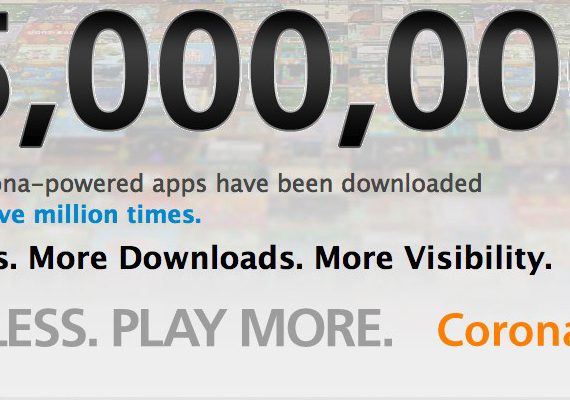 5,000,00
ona-powered apps have been downloaded
ve million times.
s. More Downloads. More Visibility.
LESS. PLAY MORE. Corona